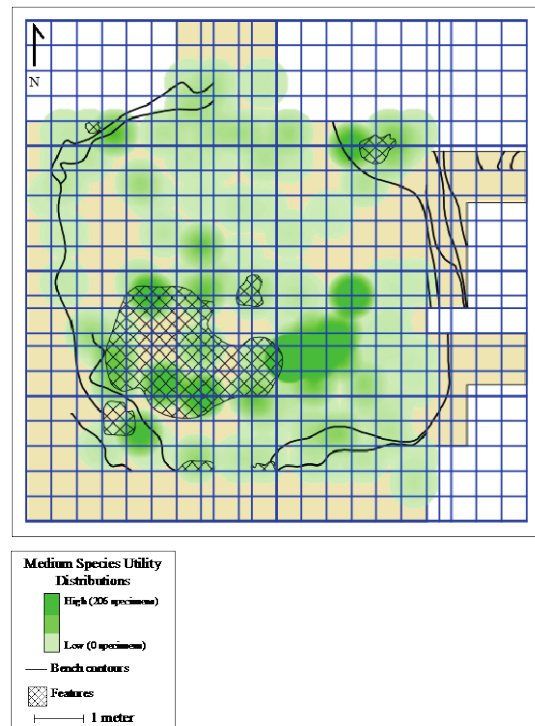 N
Medium Species Utility
Distributions
High (206 specimens)
Low (0 specimens)
Bench contours
Features
1 meter